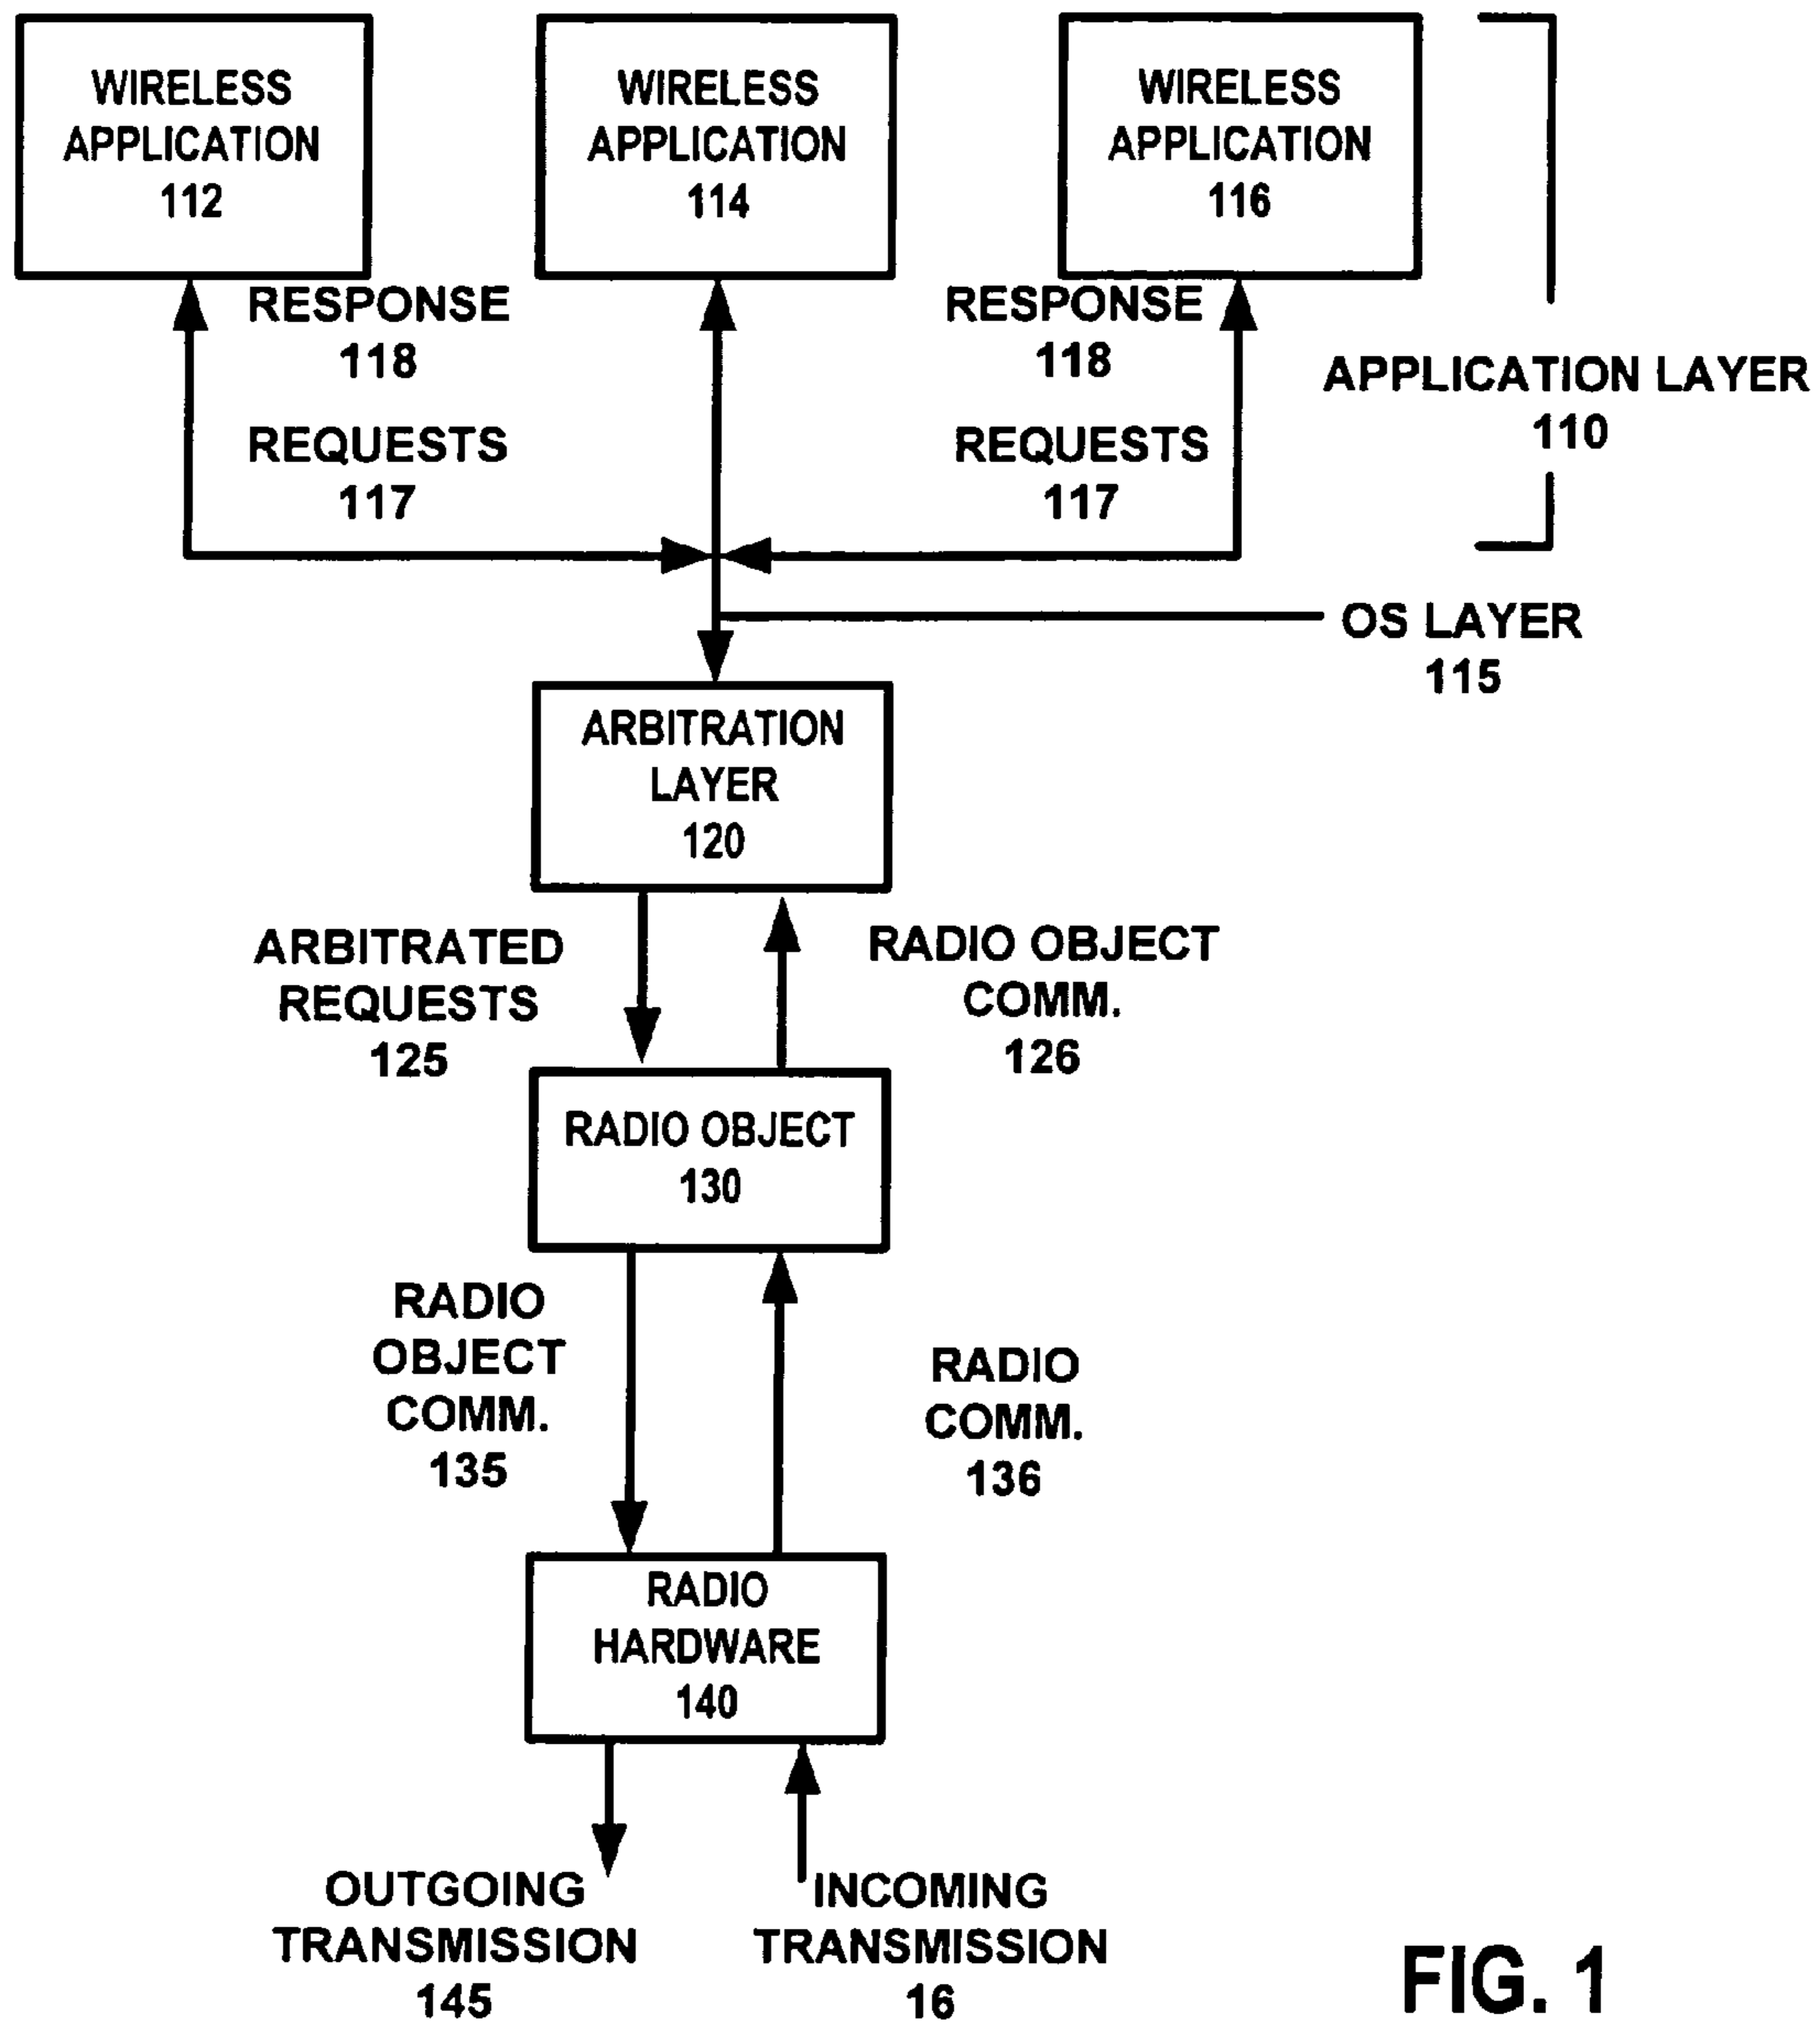 WIRELESS
APPLICATION
112
WIRELESS
APPLICATION
114
WIRELESS
APPLICATION
116
RESPONSE
118
REQUESTS
117
RESPONSE
118
REQUESTS
117
APPLICATION LAYER
110
OS LAYER
115
ARBITRATION
LAYER
120
ARBITRATED
REQUESTS
125
RADIO OBJECT
COMM.
126
RADIO OBJECT
130
RADIO
OBJECT
COMM.
135
RADIO
COMM.
136
RADIO
HARDWARE
140
OUTGOING
TRANSMISSION
145
INCOMING
TRANSMISSION
16
FIG. 1